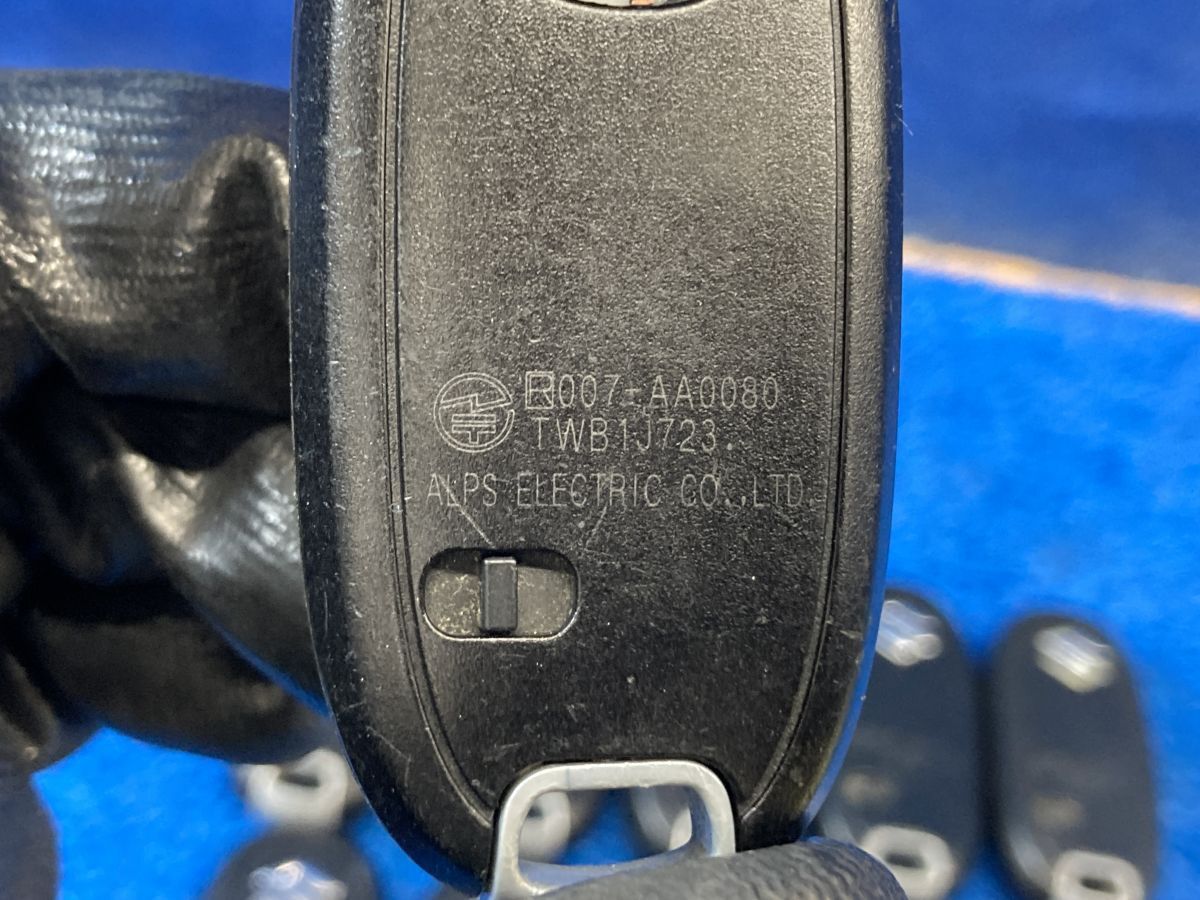 R007-AA0080
TWB1J723.
ALPS ELECTRIC CO.,LTD.